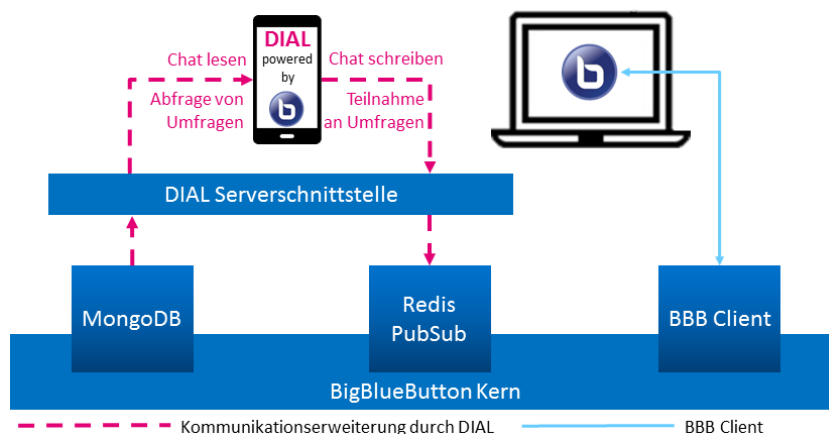 DIAL
powered
by
b
Chat lesen
Abfrage von
Umfragen
Chat schreiben
Teilnahme
an Umfragen
b
DIAL Serverschnittstelle
MongoDB
Redis
PubSub
BBB Client
BigBlueButton Kern
Kommunikationserweiterung durch DIAL
BBB Client